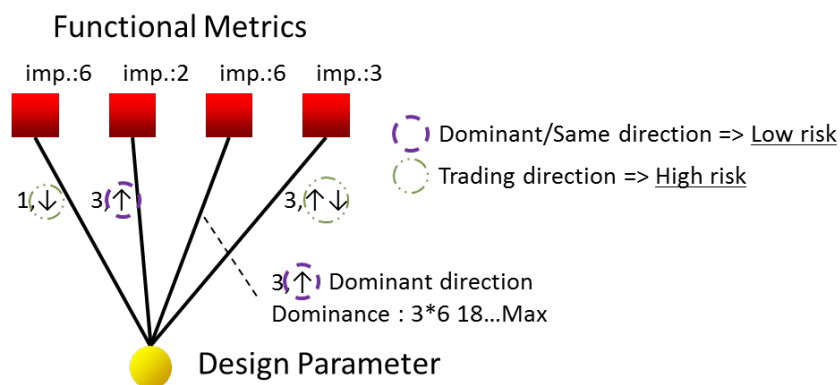 Functional Metrics
imp.:6 imp.:2 imp.:6 imp.:3
Dominant/Same direction => Low risk
Trading direction => High risk
1,↓ 3,↑ 3,↑↓
3,↑ Dominant direction
Dominance : 3*6 18...Max
Design Parameter